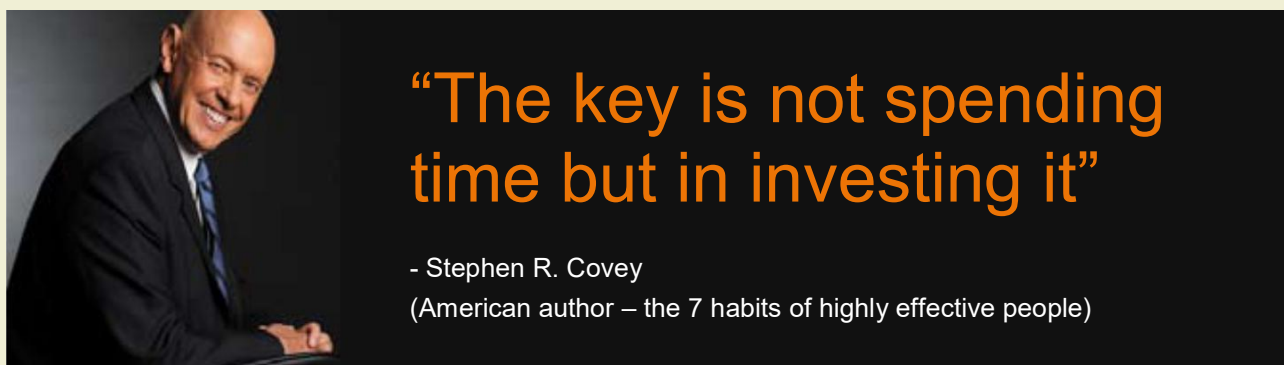 “The key is not spending
time but in investing it”
- Stephen R. Covey
(American author – the 7 habits of highly effective people)